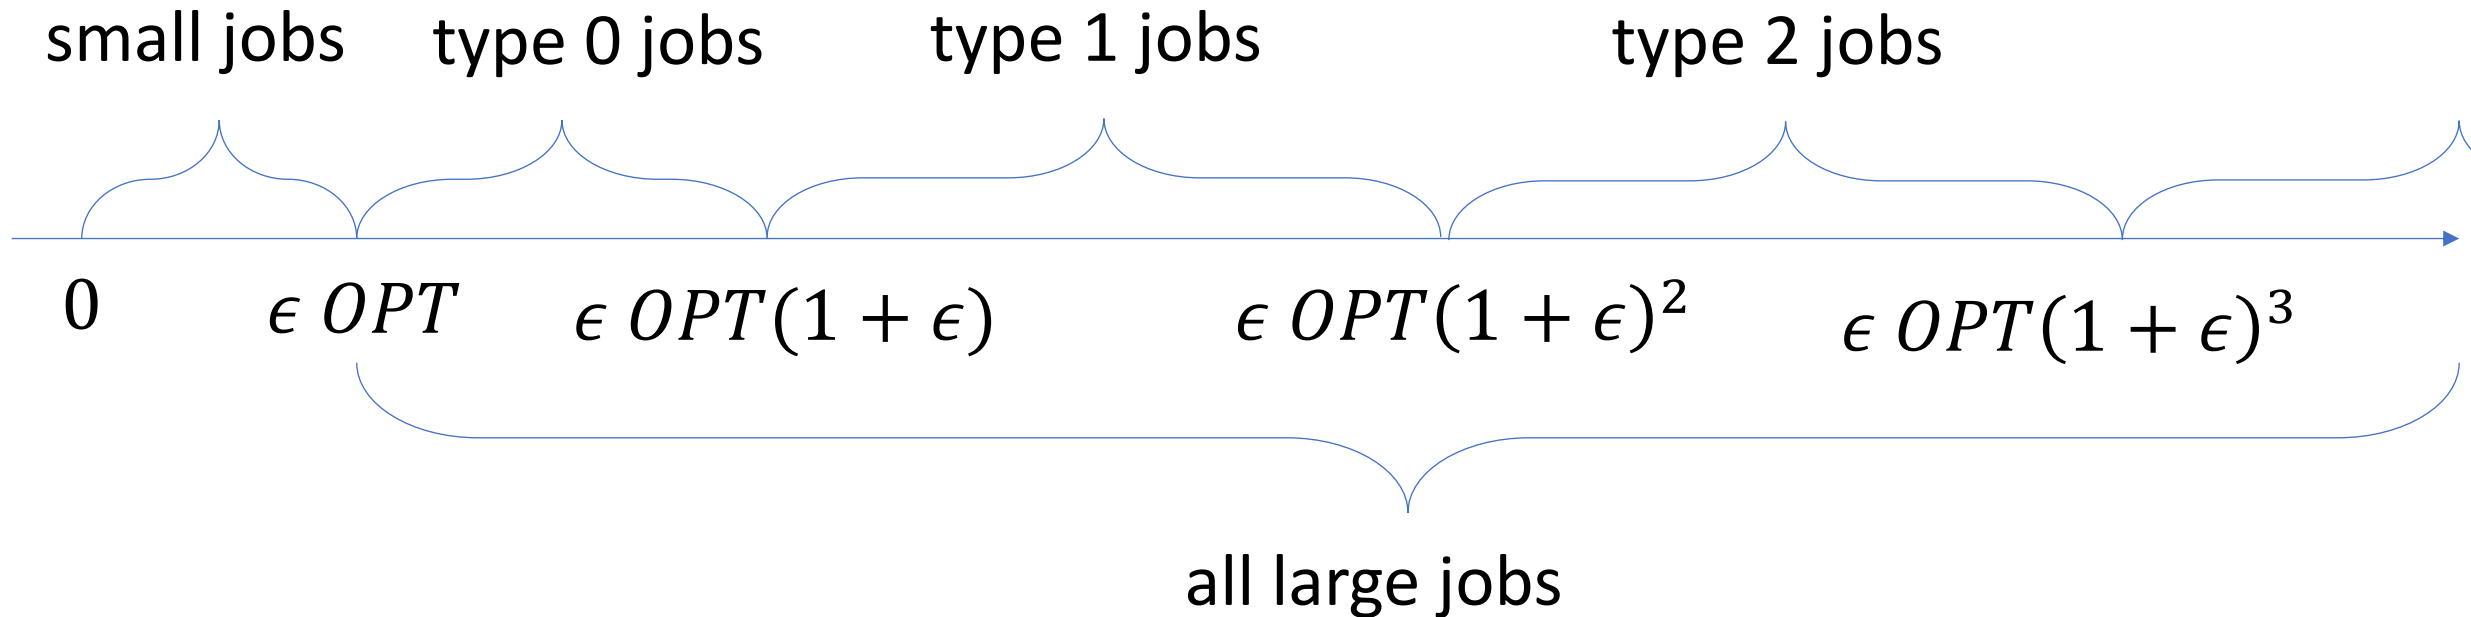 small jobs type 0 jobs type 1 jobs type 2 jobs
0 𝜖 𝑂𝑃𝑇 𝜖 𝑂𝑃𝑇(1 + 𝜖) 𝜖 𝑂𝑃𝑇(1 + 𝜖)² 𝜖 𝑂𝑃𝑇(1 + 𝜖)³
all large jobs